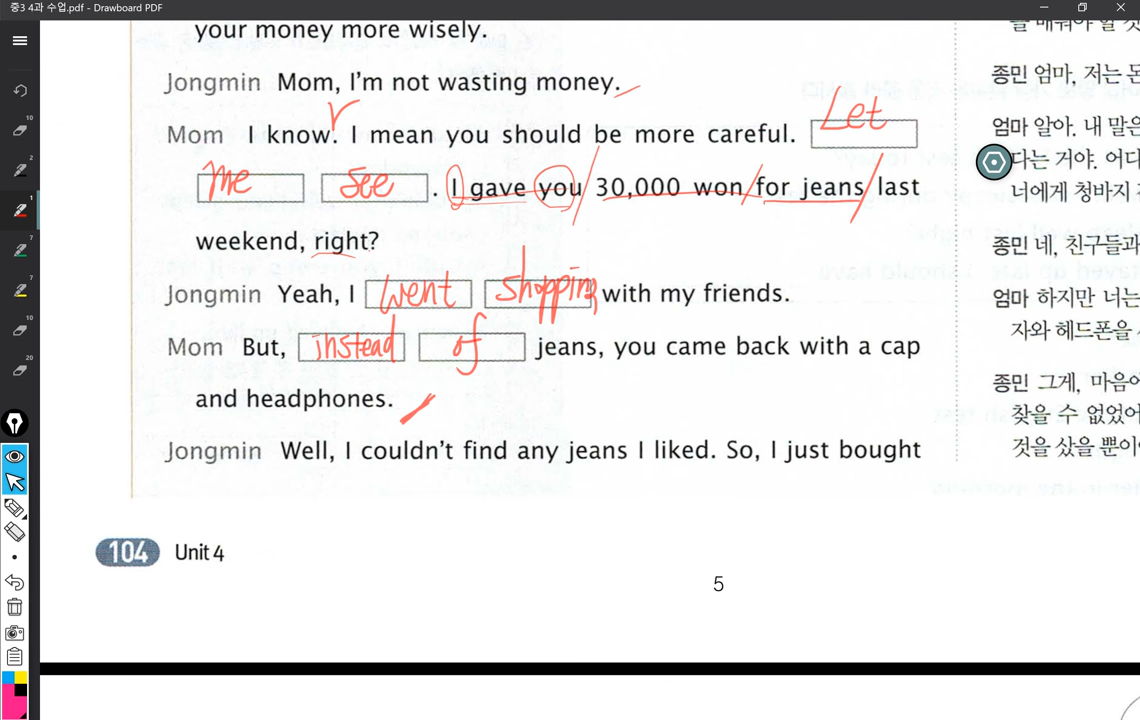 중3 4과 수업.pdf - Drawboard PDF
your money more wisely.
Jongmin Mom, I'm not wasting money.
Mom I know. I mean you should be more careful. Let
me see . I gave you 30,000 won for jeans last
weekend, right?
Jongmin Yeah, I went shopping with my friends.
Mom But, instead of jeans, you came back with a cap
and headphones.
Jongmin Well, I couldn't find any jeans I liked. So, I just bought
104 Unit 4
5
종민 엄마, 저는 돈
엄마 알아. 내 말은
다는 거야. 어디
너에게 청바지
종민 네, 친구들과
엄마 하지만 너는
자와 헤드폰을
종민 그게, 마음에
찾을 수 없었어
것을 샀을 뿐이
10
2
1
7
7
10
20